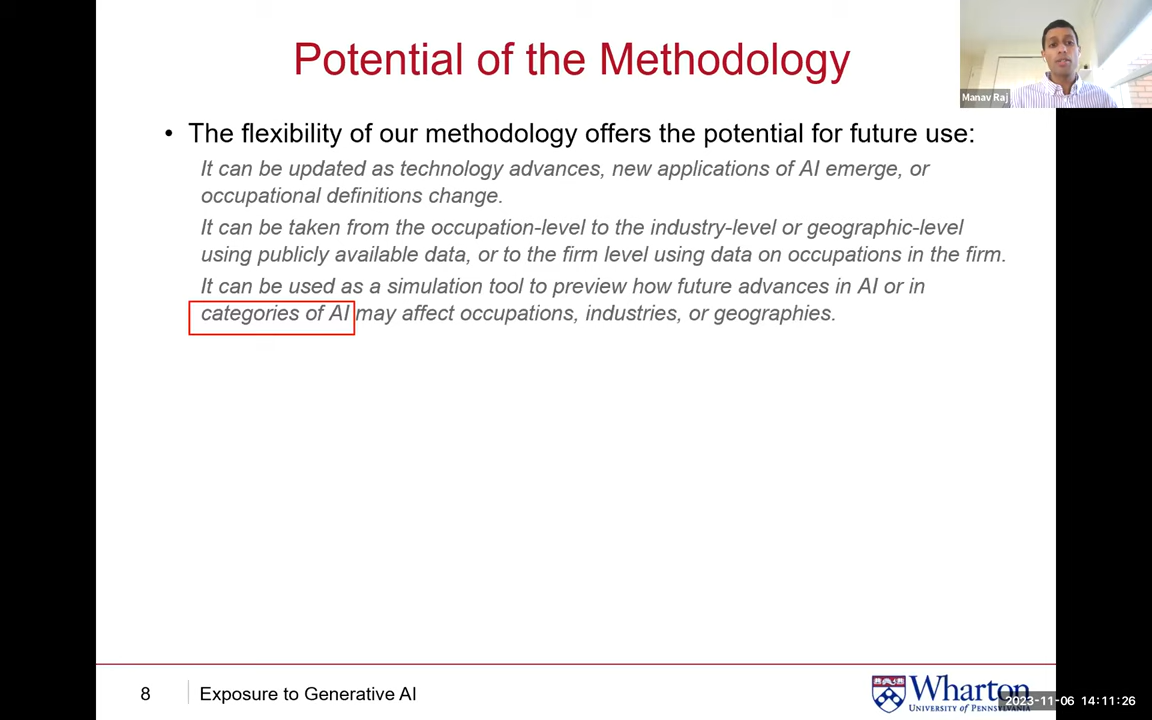 Potential of the Methodology
Manav Raj
• The flexibility of our methodology offers the potential for future use:
It can be updated as technology advances, new applications of AI emerge, or
occupational definitions change.
It can be taken from the occupation-level to the industry-level or geographic-level
using publicly available data, or to the firm level using data on occupations in the firm.
It can be used as a simulation tool to preview how future advances in AI or in
categories of AI may affect occupations, industries, or geographies.
8
Exposure to Generative AI
Wharton
UNIVERSITY of PENNSYLVANIA
2023-11-06 14:11:26